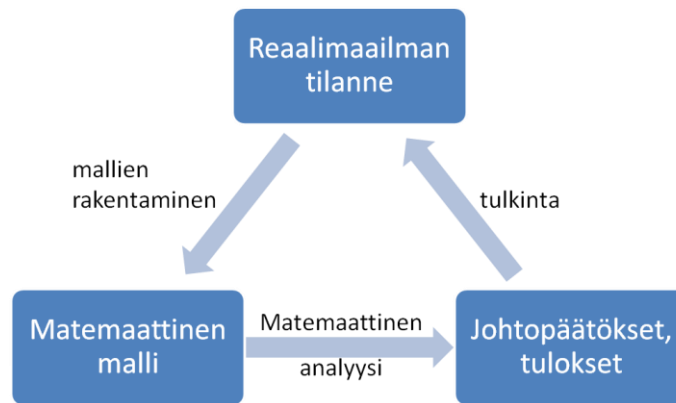 Reaalimaailman
tilanne
mallien
rakentaminen
tulkinta
Matemaattinen
malli
Matemaattinen
analyysi
Johtopäätökset,
tulokset